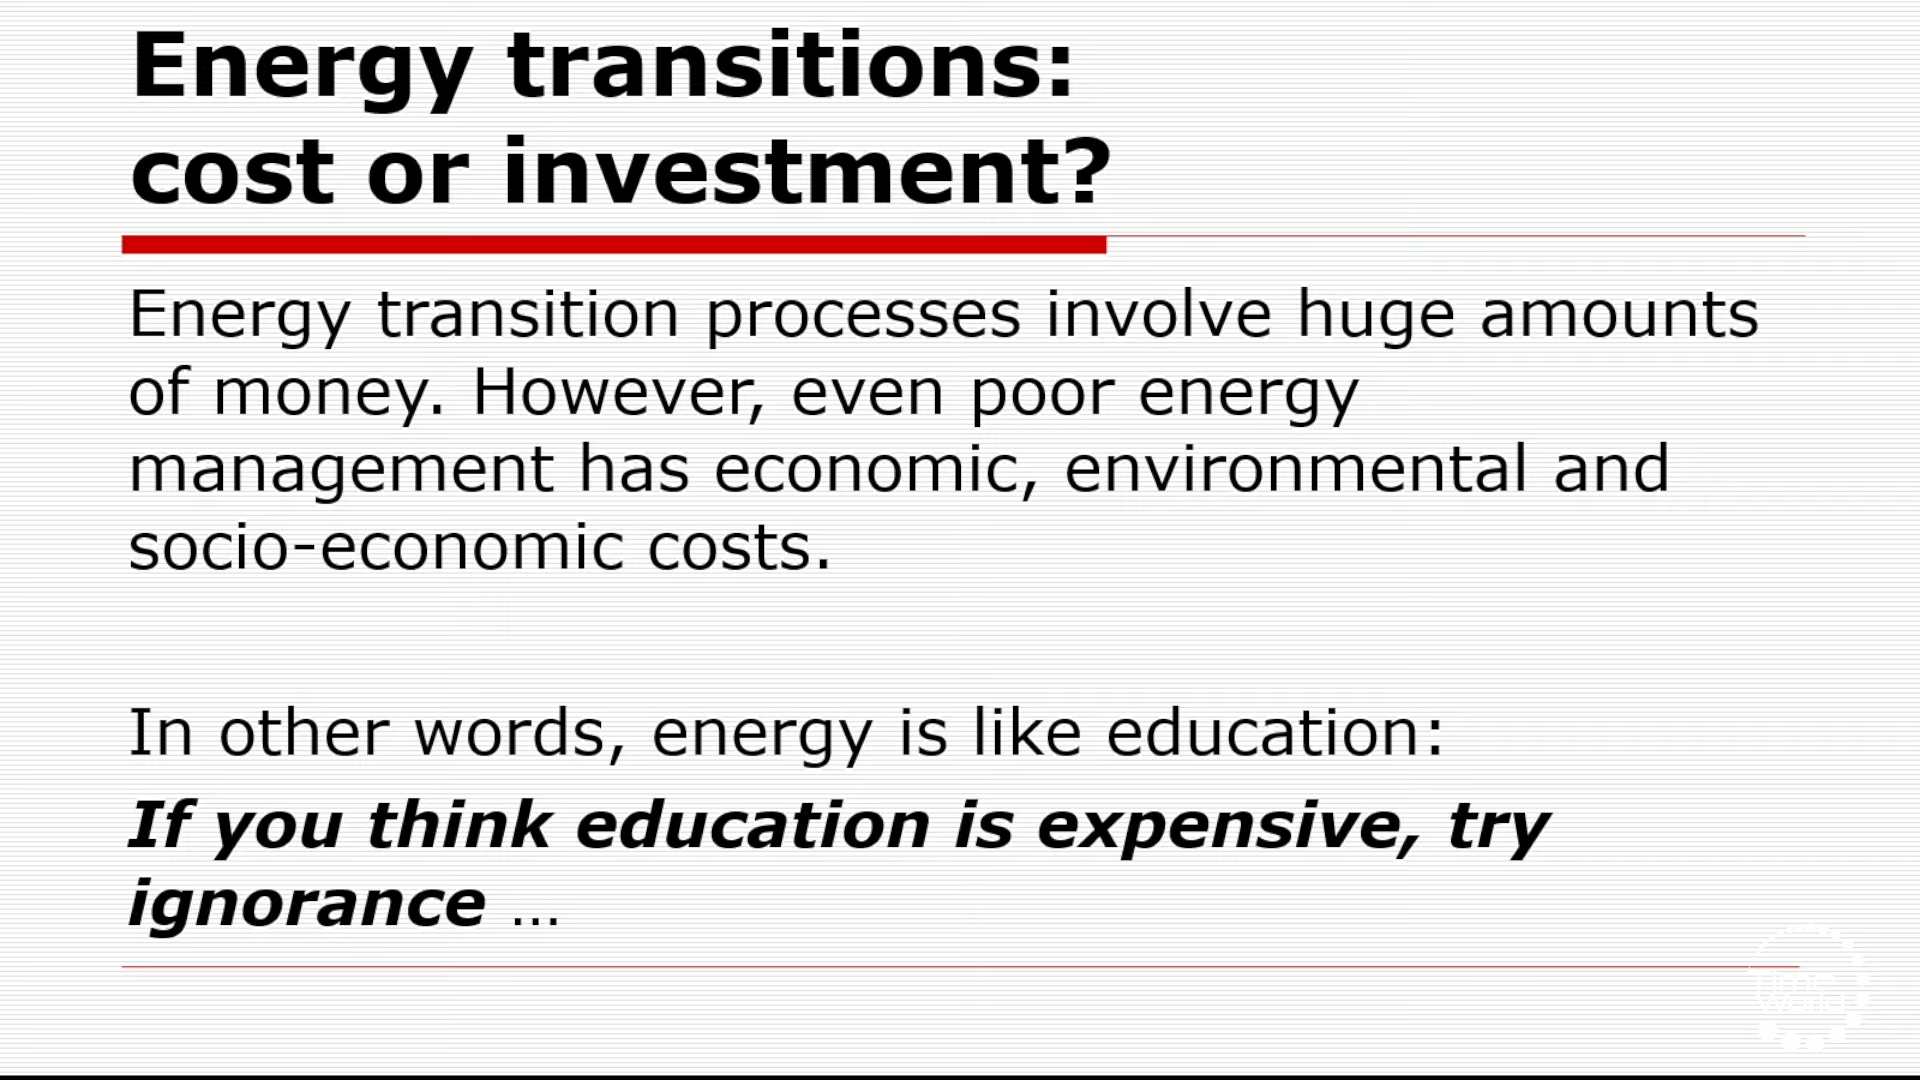 Energy transitions:
cost or investment?
Energy transition processes involve huge amounts
of money. However, even poor energy
management has economic, environmental and
socio-economic costs.
In other words, energy is like education:
If you think education is expensive, try
ignorance ...